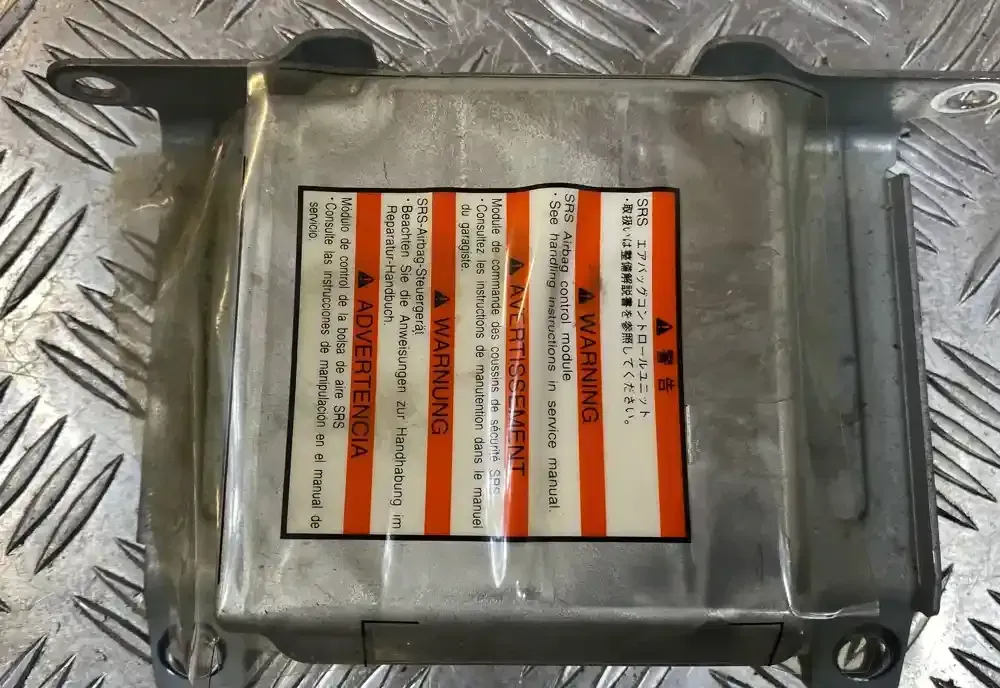 ⚠ 警告
SRS エアバッグコントロールユニット
・取扱いは整備解説書を参照してください。
⚠ WARNING
SRS Airbag control module
・See handling instructions in service manual.
⚠ AVERTISSEMENT
Module de commande des coussins de sécurité SRS
・Consultez les instructions de manutention dans le manuel
du garagiste.
⚠ WARNUNG
SRS-Airbag-Steuergerät
・Beachten Sie die Anweisungen zur Handhabung im
Reparatur-Handbuch.
⚠ ADVERTENCIA
Módulo de control de la bolsa de aire SRS
・Consulte las instrucciones de manipulación en el manual de
servicio.